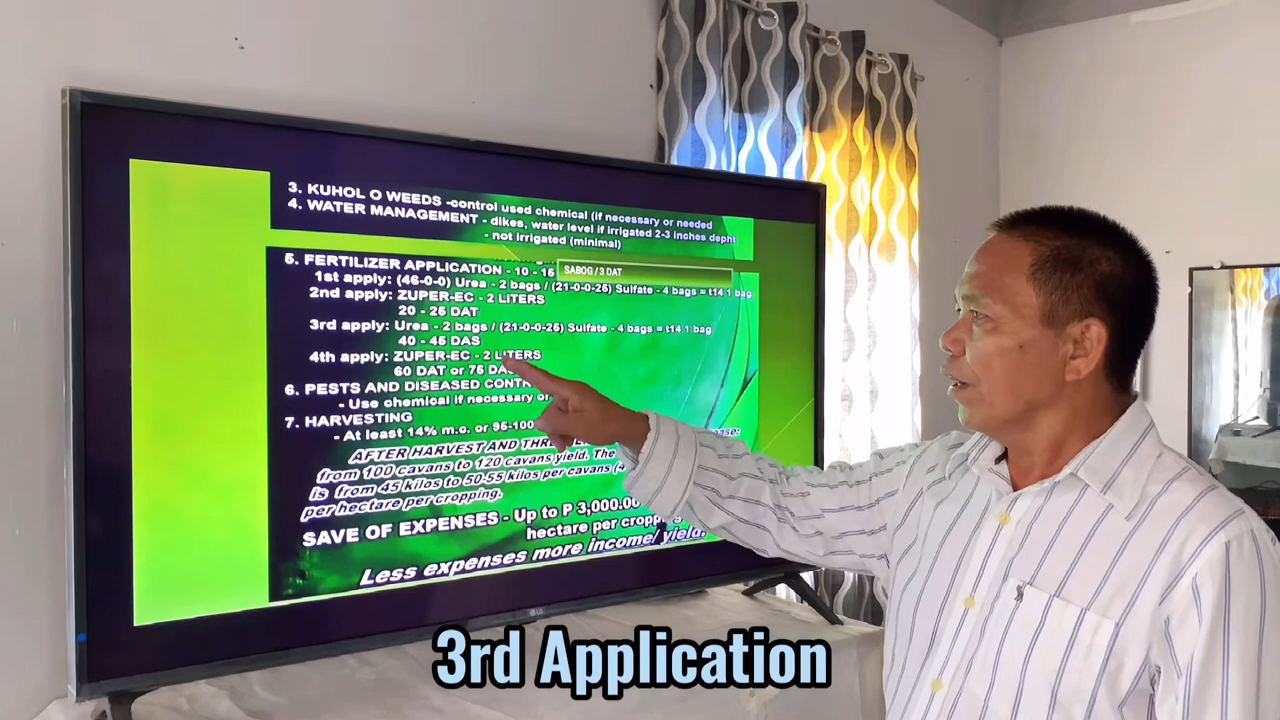 3. KUHOL O WEEDS -control used chemical (if necessary or needed
4. WATER MANAGEMENT - dikes, water level if irrigated 2-3 inches depht
- not irrigated (minimal)
5. FERTILIZER APPLICATION - 10 - 15
SABOG / 3 DAT
1st apply: (46-0-0) Urea - 2 bags / (21-0-0-25) Sulfate - 4 bags = t14 1 bag
2nd apply: ZUPER-EC - 2 LITERS
20 - 25 DAT
3rd apply: Urea - 2 bags / (21-0-0-25) Sulfate - 4 bags = t14 1 bag
40 - 45 DAS
4th apply: ZUPER-EC - 2 LITERS
60 DAT or 75
6. PESTS AND DISEASED
- Use chemical if necessary or
7. HARVESTING
- At least 14% m.c. or 95-100
AFTER HARVEST AND
from 100 cavans to 120 cavans yield. The
is from 45 kilos to 50-55 kilos per cavans
per hectare per cropping.
SAVE OF EXPENSES - Up to P 3,000.00
hectare per cropping
Less expenses more income/ yield.
LG
3rd Application